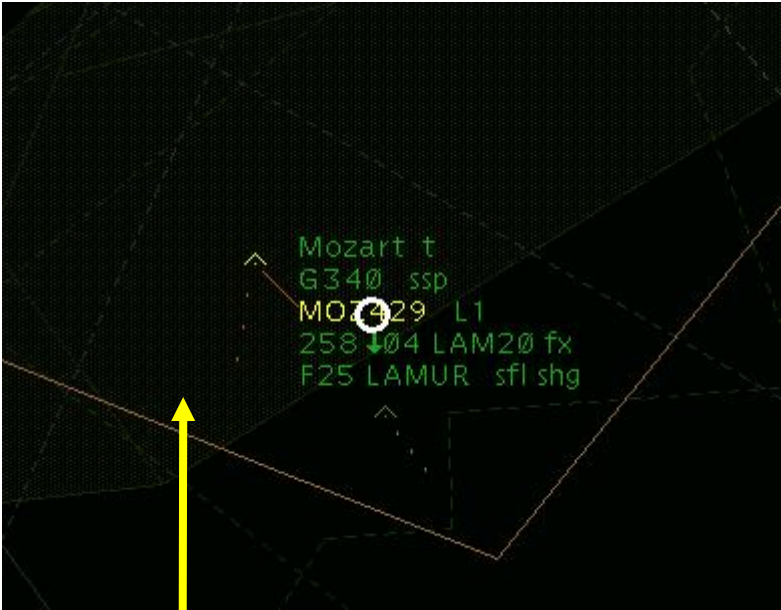 Mozart t
G340 ssp
MOZ429 L1
258↓04 LAM20 fx
F25 LAMUR sfl shg